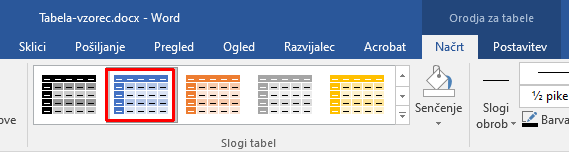 Tabela-vzorec.docx - Word
Orodja za tabele
Sklici Pošiljanje Pregled Ogled Razvijalec Acrobat Načrt Postavitev
Senčenje
Slogi obrob
½ pike
Barva
ove
Slogi tabel